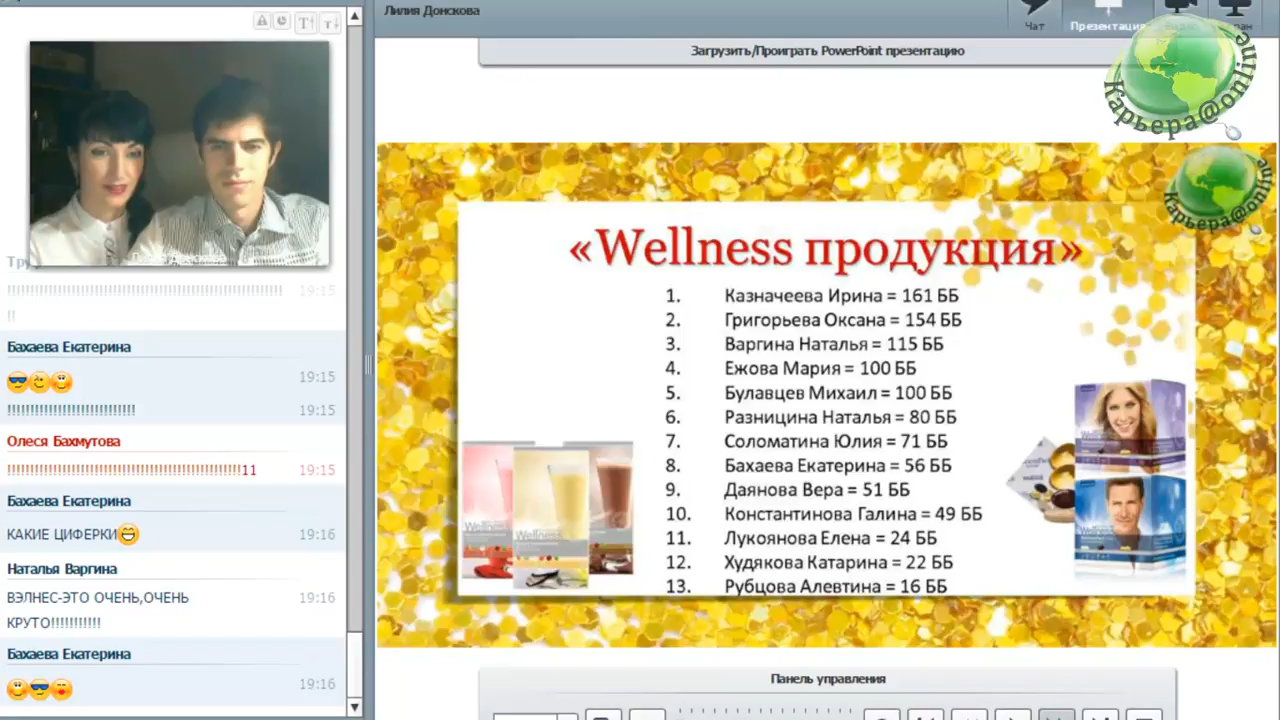 Лилия Донскова
Чат
Презентация
Загрузить/Проиграть PowerPoint презентацию
Карьера@online
Карьера@online
19:15
!!
Бахаева Екатерина
19:15
!!!!!!!!!!!!!!!!!!!!!!!!!!!! 19:15
Олеся Бахмутова
!!!!!!!!!!!!!!!!!!!!!!!!!!!!!!!!!!!!!!!!!!!!!!!!!!!11 19:15
Бахаева Екатерина
КАКИЕ ЦИФЕРКИ 19:16
Наталья Варгина
ВЭЛНЕС-ЭТО ОЧЕНЬ,ОЧЕНЬ 19:16
КРУТО!!!!!!!!!!!
Бахаева Екатерина
19:16
«Wellness продукция»
1. Казначеева Ирина = 161 ББ
2. Григорьева Оксана = 154 ББ
3. Варгина Наталья = 115 ББ
4. Ежова Мария = 100 ББ
5. Булавцев Михаил = 100 ББ
6. Разницина Наталья = 80 ББ
7. Соломатина Юлия = 71 ББ
8. Бахаева Екатерина = 56 ББ
9. Даянова Вера = 51 ББ
10. Константинова Галина = 49 ББ
11. Лукоянова Елена = 24 ББ
12. Худякова Катарина = 22 ББ
13. Рубцова Алевтина = 16 ББ
Wellness
Wellness
Панель управления